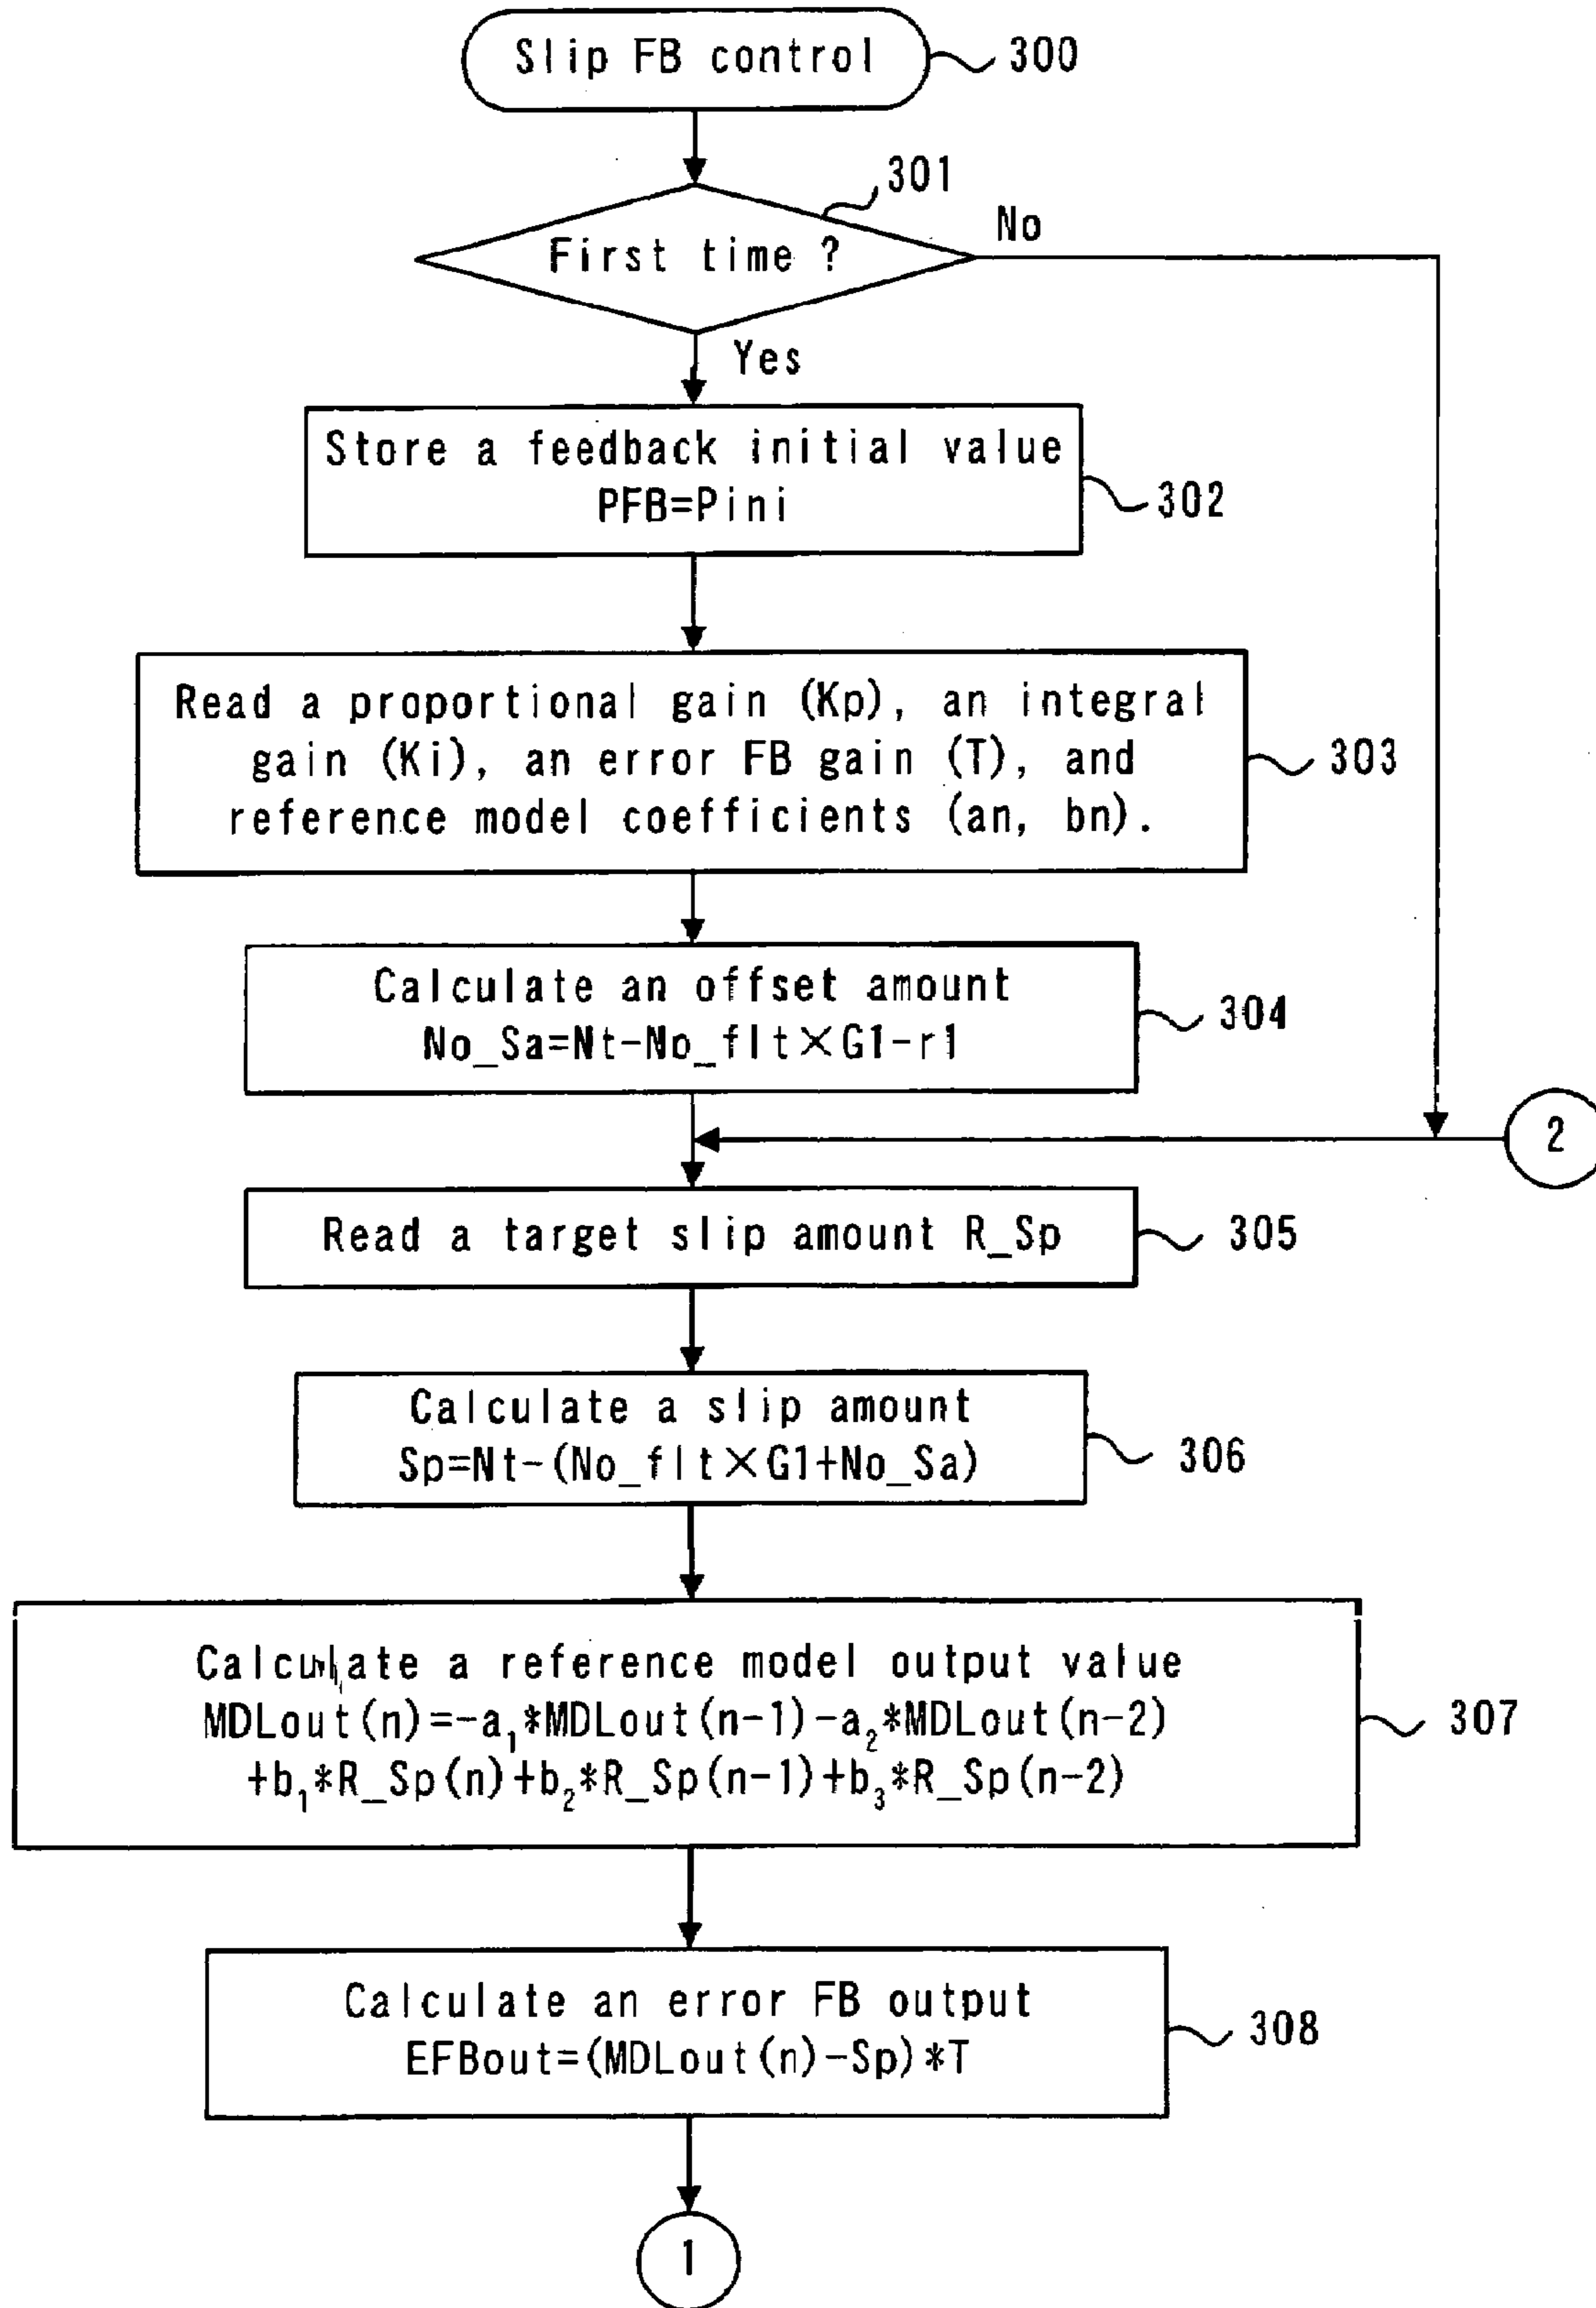 Slip FB control
300
301
First time ?
No
Yes
Store a feedback initial value
PFB=Pini
302
Read a proportional gain (Kp), an integral
gain (Ki), an error FB gain (T), and
reference model coefficients (an, bn).
303
Calculate an offset amount
No_Sa=Nt-No_flt×G1-r1
304
2
Read a target slip amount R_Sp
305
Calculate a slip amount
Sp=Nt-(No_flt×G1+No_Sa)
306
Calculate a reference model output value
MDLout(n)=-a₁*MDLout(n-1)-a₂*MDLout(n-2)
+b₁*R_Sp(n)+b₂*R_Sp(n-1)+b₃*R_Sp(n-2)
307
Calculate an error FB output
EFBout=(MDLout(n)-Sp)*T
308
1